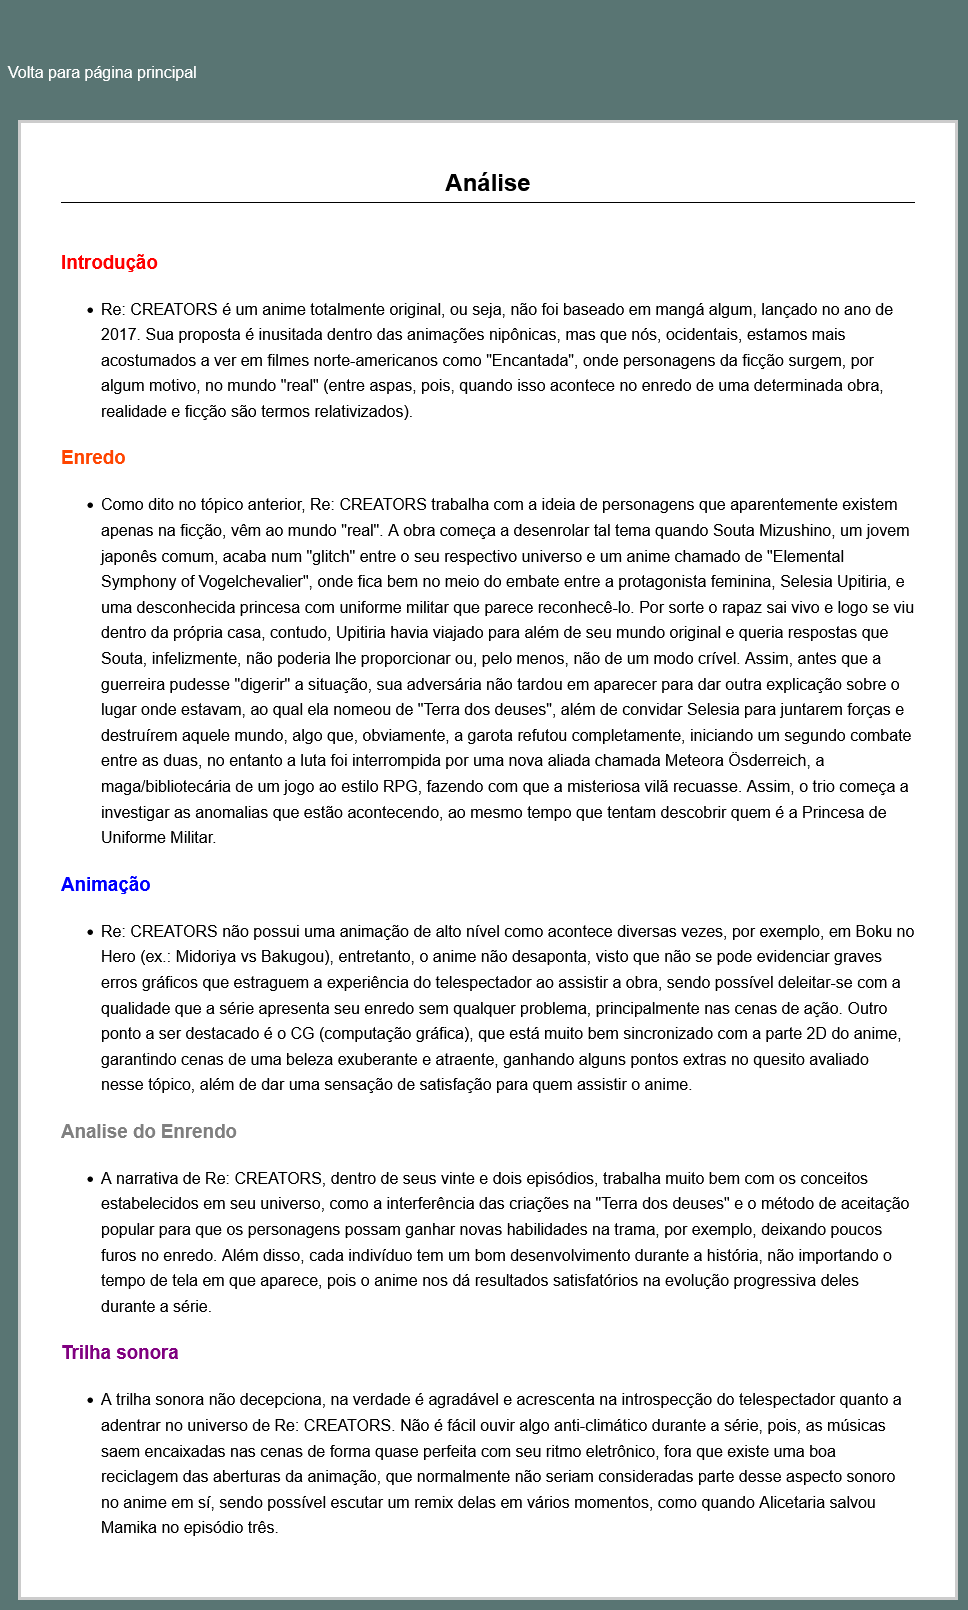 Volta para página principal
Análise
Introdução
• Re: CREATORS é um anime totalmente original, ou seja, não foi baseado em mangá algum, lançado no ano de
2017. Sua proposta é inusitada dentro das animações nipônicas, mas que nós, ocidentais, estamos mais
acostumados a ver em filmes norte-americanos como "Encantada", onde personagens da ficção surgem, por
algum motivo, no mundo "real" (entre aspas, pois, quando isso acontece no enredo de uma determinada obra,
realidade e ficção são termos relativizados).
Enredo
• Como dito no tópico anterior, Re: CREATORS trabalha com a ideia de personagens que aparentemente existem
apenas na ficção, vêm ao mundo "real". A obra começa a desenrolar tal tema quando Souta Mizushino, um jovem
japonês comum, acaba num "glitch" entre o seu respectivo universo e um anime chamado de "Elemental
Symphony of Vogelchevalier", onde fica bem no meio do embate entre a protagonista feminina, Selesia Upitiria, e
uma desconhecida princesa com uniforme militar que parece reconhecê-lo. Por sorte o rapaz sai vivo e logo se viu
dentro da própria casa, contudo, Upitiria havia viajado para além de seu mundo original e queria respostas que
Souta, infelizmente, não poderia lhe proporcionar ou, pelo menos, não de um modo crível. Assim, antes que a
guerreira pudesse "digerir" a situação, sua adversária não tardou em aparecer para dar outra explicação sobre o
lugar onde estavam, ao qual ela nomeou de "Terra dos deuses", além de convidar Selesia para juntarem forças e
destruírem aquele mundo, algo que, obviamente, a garota refutou completamente, iniciando um segundo combate
entre as duas, no entanto a luta foi interrompida por uma nova aliada chamada Meteora Ösderreich, a
maga/bibliotecária de um jogo ao estilo RPG, fazendo com que a misteriosa vilã recuasse. Assim, o trio começa a
investigar as anomalias que estão acontecendo, ao mesmo tempo que tentam descobrir quem é a Princesa de
Uniforme Militar.
Animação
• Re: CREATORS não possui uma animação de alto nível como acontece diversas vezes, por exemplo, em Boku no
Hero (ex.: Midoriya vs Bakugou), entretanto, o anime não desaponta, visto que não se pode evidenciar graves
erros gráficos que estraguem a experiência do telespectador ao assistir a obra, sendo possível deleitar-se com a
qualidade que a série apresenta seu enredo sem qualquer problema, principalmente nas cenas de ação. Outro
ponto a ser destacado é o CG (computação gráfica), que está muito bem sincronizado com a parte 2D do anime,
garantindo cenas de uma beleza exuberante e atraente, ganhando alguns pontos extras no quesito avaliado
nesse tópico, além de dar uma sensação de satisfação para quem assistir o anime.
Analise do Enrendo
• A narrativa de Re: CREATORS, dentro de seus vinte e dois episódios, trabalha muito bem com os conceitos
estabelecidos em seu universo, como a interferência das criações na "Terra dos deuses" e o método de aceitação
popular para que os personagens possam ganhar novas habilidades na trama, por exemplo, deixando poucos
furos no enredo. Além disso, cada indivíduo tem um bom desenvolvimento durante a história, não importando o
tempo de tela em que aparece, pois o anime nos dá resultados satisfatórios na evolução progressiva deles
durante a série.
Trilha sonora
• A trilha sonora não decepciona, na verdade é agradável e acrescenta na introspecção do telespectador quanto a
adentrar no universo de Re: CREATORS. Não é fácil ouvir algo anti-climático durante a série, pois, as músicas
saem encaixadas nas cenas de forma quase perfeita com seu ritmo eletrônico, fora que existe uma boa
reciclagem das aberturas da animação, que normalmente não seriam consideradas parte desse aspecto sonoro
no anime em sí, sendo possível escutar um remix delas em vários momentos, como quando Alicetaria salvou
Mamika no episódio três.